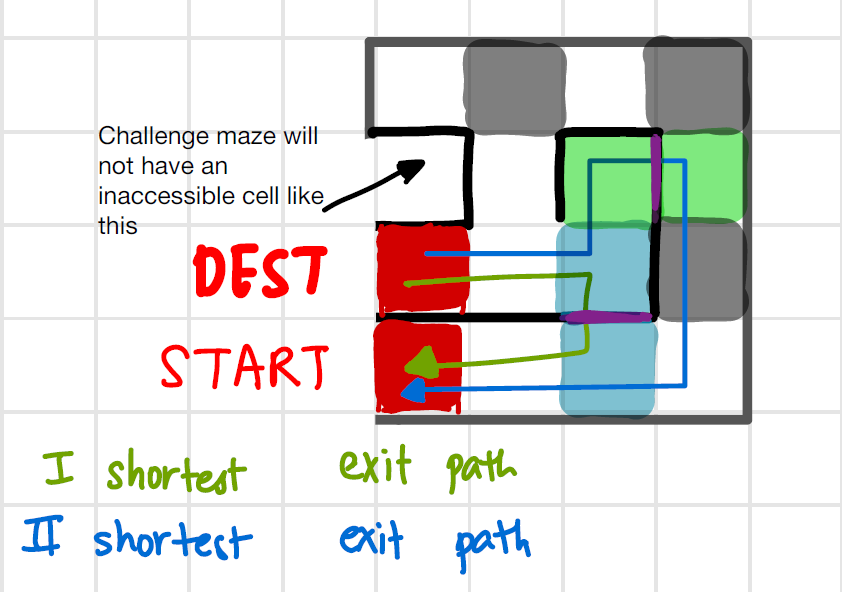 Challenge maze will
not have an
inaccessible cell like
this
DEST
START
I shortest exit path
II shortest exit path